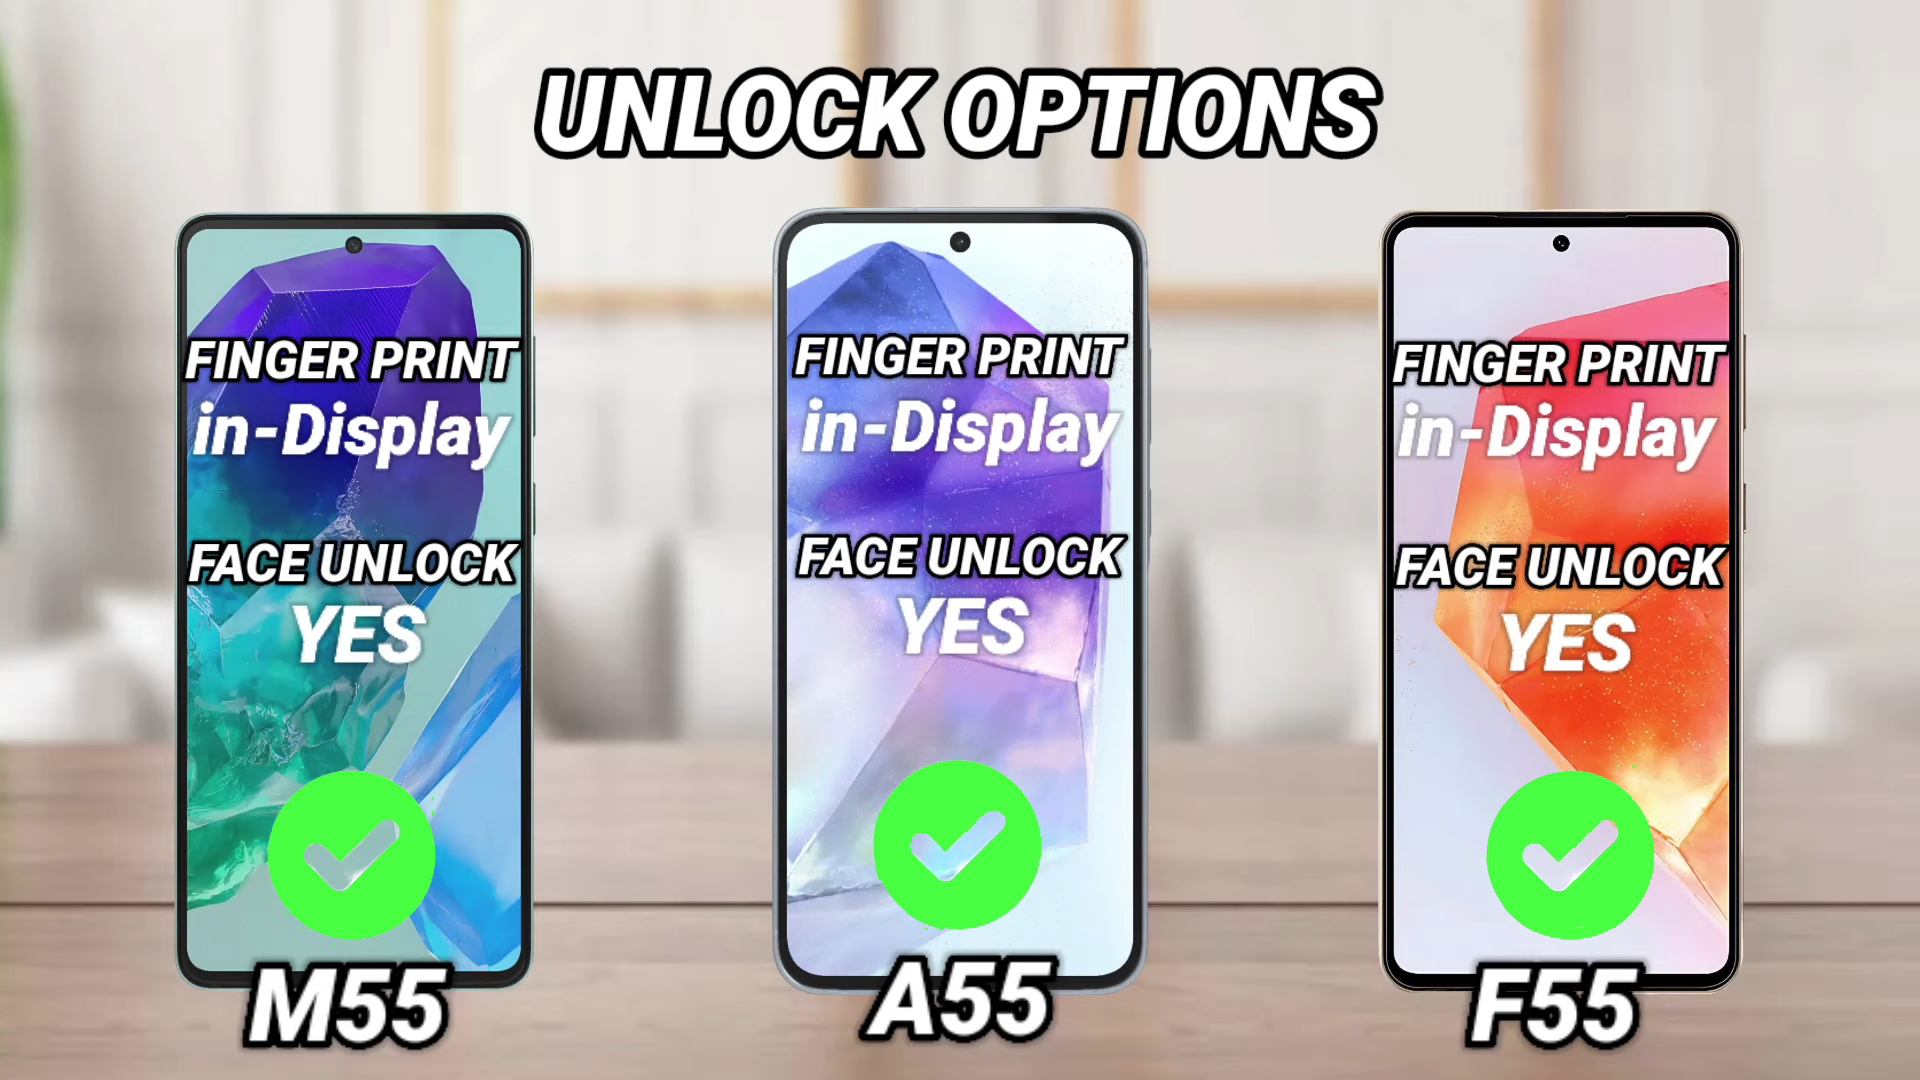 UNLOCK OPTIONS
FINGER PRINT
in-Display
FACE UNLOCK
YES
M55
FINGER PRINT
in-Display
FACE UNLOCK
YES
A55
FINGER PRINT
in-Display
FACE UNLOCK
YES
F55